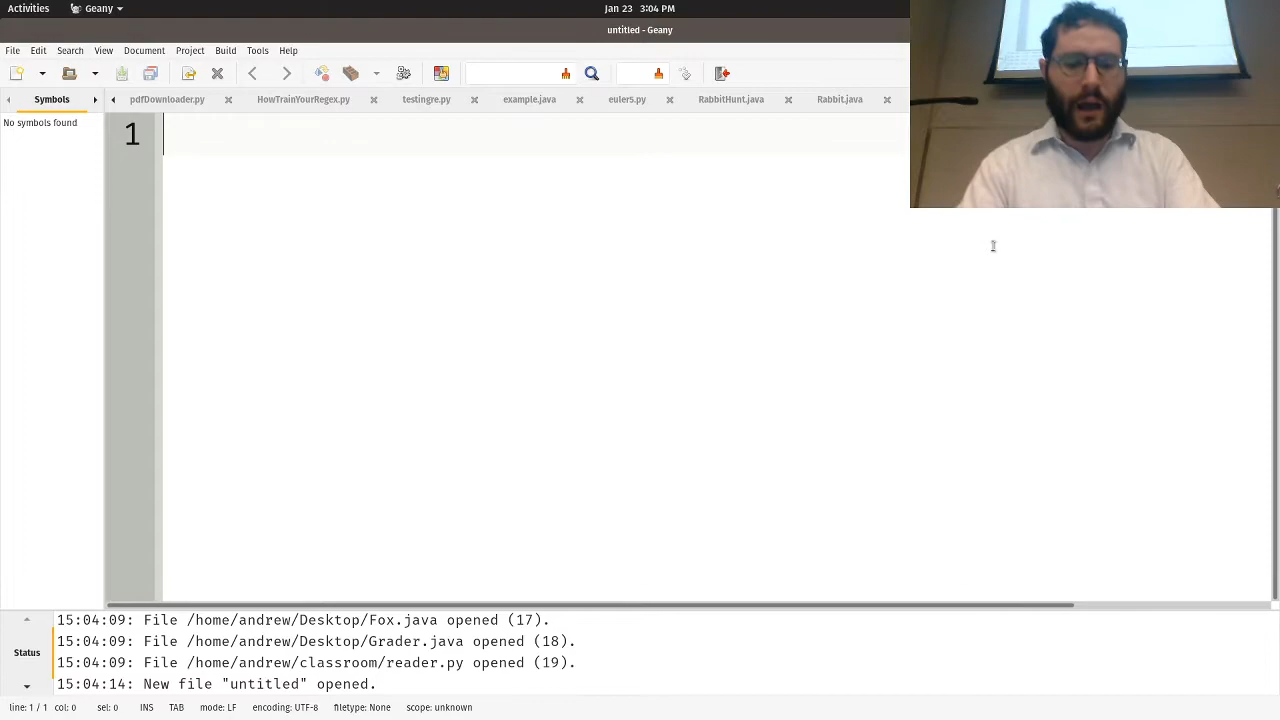 Activities
Geany
Jan 23 3:04 PM
untitled - Geany
File Edit Search View Document Project Build Tools Help
Symbols
pdfDownloader.py HowTrainYourRegex.py testingre.py example.java euler5.py RabbitHunt.java Rabbit.java
No symbols found
1
15:04:09: File /home/andrew/Desktop/Fox.java opened (17).
15:04:09: File /home/andrew/Desktop/Grader.java opened (18).
Status
15:04:09: File /home/andrew/classroom/reader.py opened (19).
15:04:14: New file "untitled" opened.
line: 1 / 1 col: 0 sel: 0 INS TAB mode: LF encoding: UTF-8 filetype: None scope: unknown